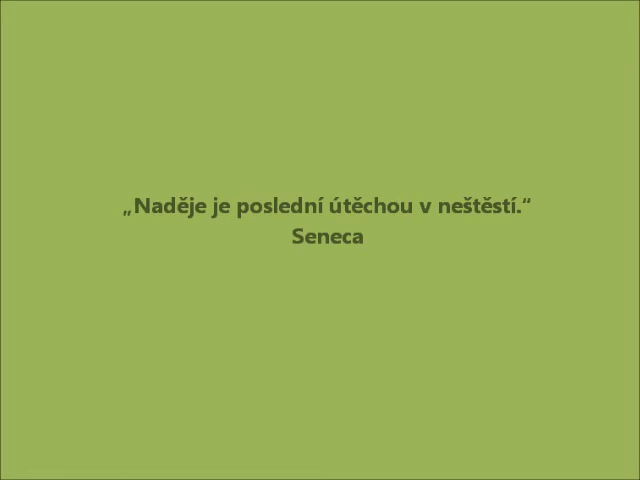 „Naděje je poslední útěchou v neštěstí.“
Seneca